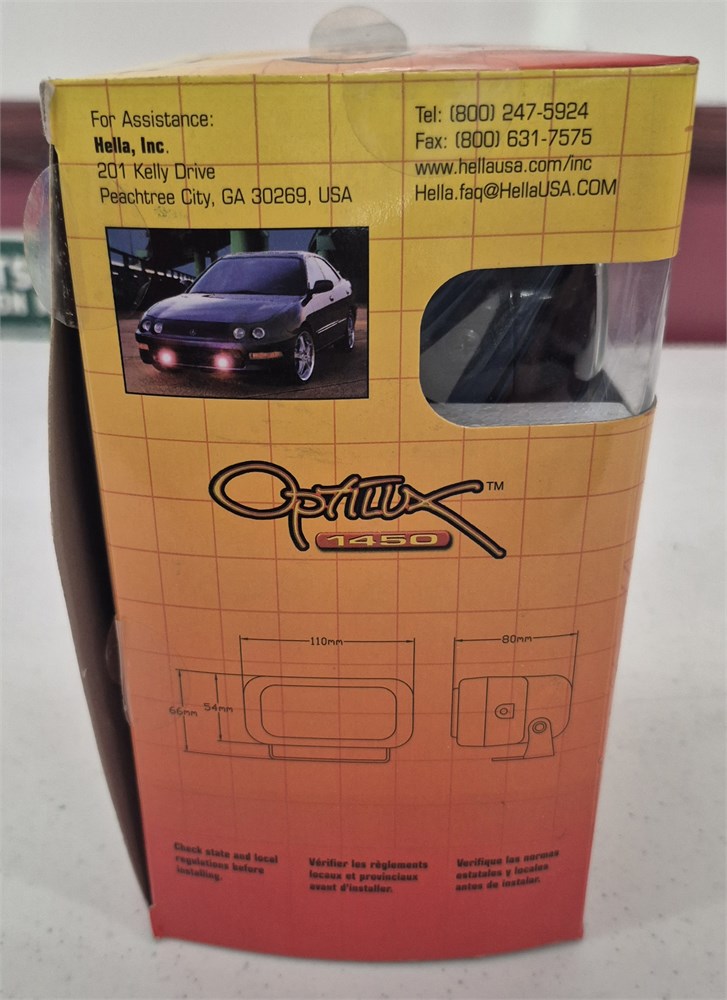 For Assistance:
Hella, Inc.
201 Kelly Drive
Peachtree City, GA 30269, USA
Tel: (800) 247-5924
Fax: (800) 631-7575
www.hellausa.com/inc
Hella.faq@HellaUSA.COM
OptiLux™
1450
110mm
80mm
66mm
54mm
Check state and local
regulations before
installing.
Vérifier les règlements
locaux et provinciaux
avant d'installer.
Verifique las normas
estatales y locales
antes de instalar.